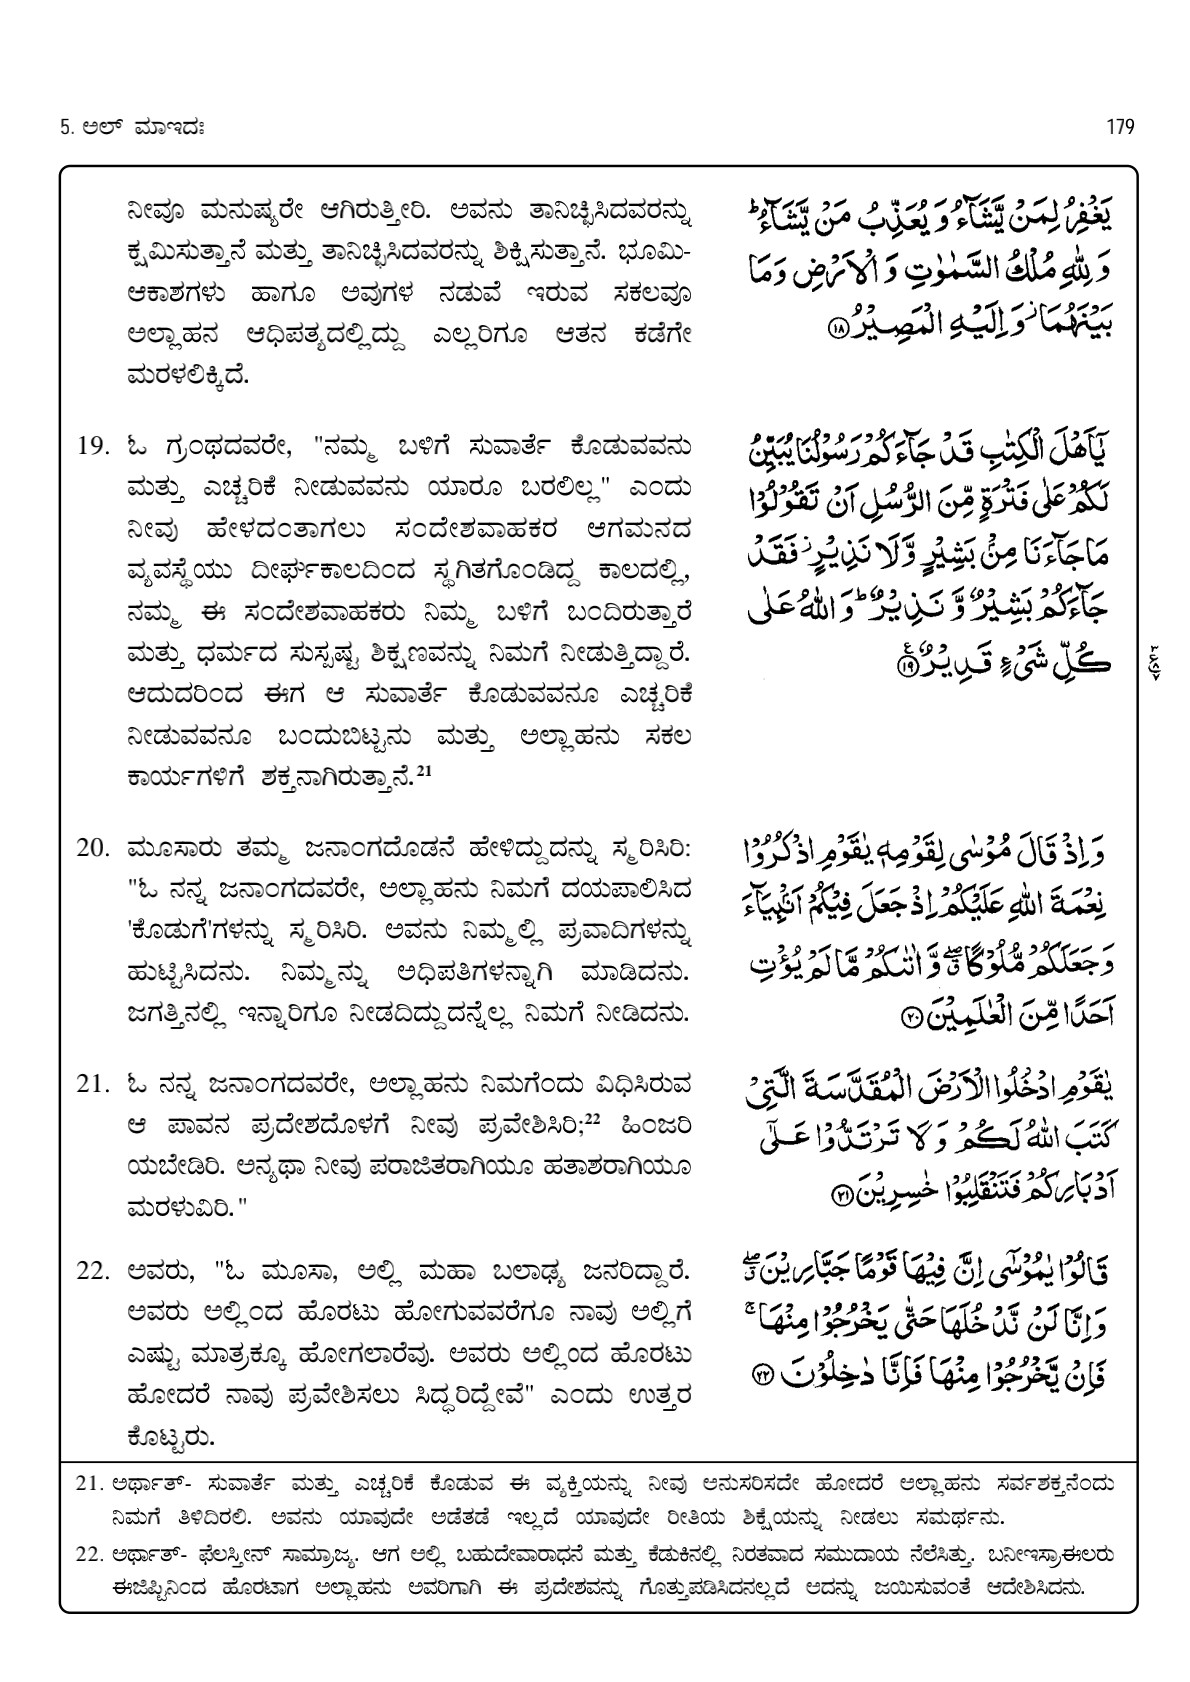 5. ಅಲ್ ಮಾಇದಃ
179
ನೀವೂ ಮನುಷ್ಯರೇ ಆಗಿರುತ್ತೀರಿ. ಅವನು ತಾನಿಚ್ಛಿಸಿದವರನ್ನು
ಕ್ಷಮಿಸುತ್ತಾನೆ ಮತ್ತು ತಾನಿಚ್ಛಿಸಿದವರನ್ನು ಶಿಕ್ಷಿಸುತ್ತಾನೆ. ಭೂಮಿ-
ಆಕಾಶಗಳು ಹಾಗೂ ಅವುಗಳ ನಡುವೆ ಇರುವ ಸಕಲವೂ
ಅಲ್ಲಾಹನ ಆಧಿಪತ್ಯದಲ್ಲಿದ್ದು ಎಲ್ಲರಿಗೂ ಆತನ ಕಡೆಗೇ
ಮರಳಲಿಕ್ಕಿದೆ.
يَغْفِرُ لِمَنْ يَّشَآءُ وَ يُعَذِّبُ مَنْ يَّشَآءُ ؕ
وَ لِلّٰهِ مُلْكُ السَّمٰوٰتِ وَ الْاَرْضِ وَ مَا
بَيْنَهُمَا ؗ وَ اِلَيْهِ الْمَصِيْرُ ۝۱۸
19. ಓ ಗ್ರಂಥದವರೇ, "ನಮ್ಮ ಬಳಿಗೆ ಸುವಾರ್ತೆ ಕೊಡುವವನು
ಮತ್ತು ಎಚ್ಚರಿಕೆ ನೀಡುವವನು ಯಾರೂ ಬರಲಿಲ್ಲ" ಎಂದು
ನೀವು ಹೇಳದಂತಾಗಲು ಸಂದೇಶವಾಹಕರ ಆಗಮನದ
ವ್ಯವಸ್ಥೆಯು ದೀರ್ಘಕಾಲದಿಂದ ಸ್ಥಗಿತಗೊಂಡಿದ್ದ ಕಾಲದಲ್ಲಿ,
ನಮ್ಮ ಈ ಸಂದೇಶವಾಹಕರು ನಿಮ್ಮ ಬಳಿಗೆ ಬಂದಿರುತ್ತಾರೆ
ಮತ್ತು ಧರ್ಮದ ಸುಸ್ಪಷ್ಟ ಶಿಕ್ಷಣವನ್ನು ನಿಮಗೆ ನೀಡುತ್ತಿದ್ದಾರೆ.
ಆದುದರಿಂದ ಈಗ ಆ ಸುವಾರ್ತೆ ಕೊಡುವವನೂ ಎಚ್ಚರಿಕೆ
ನೀಡುವವನೂ ಬಂದುಬಿಟ್ಟನು ಮತ್ತು ಅಲ್ಲಾಹನು ಸಕಲ
ಕಾರ್ಯಗಳಿಗೆ ಶಕ್ತನಾಗಿರುತ್ತಾನೆ.21
يٰۤاَهْلَ الْكِتٰبِ قَدْ جَآءَكُمْ رَسُوْلُنَا يُبَيِّنُ
لَكُمْ عَلٰى فَتْرَةٍ مِّنَ الرُّسُلِ اَنْ تَقُوْلُوْا
مَا جَآءَنَا مِنْۢ بَشِيْرٍ وَّ لَا نَذِيْرٍ ؗ فَقَدْ
جَآءَكُمْ بَشِيْرٌ وَّ نَذِيْرٌ ؕ وَ اللّٰهُ عَلٰى
كُلِّ شَيْءٍ قَدِيْرٌ ۝۱۹
20. ಮೂಸಾರು ತಮ್ಮ ಜನಾಂಗದೊಡನೆ ಹೇಳಿದ್ದುದನ್ನು ಸ್ಮರಿಸಿರಿ:
"ಓ ನನ್ನ ಜನಾಂಗದವರೇ, ಅಲ್ಲಾಹನು ನಿಮಗೆ ದಯಪಾಲಿಸಿದ
'ಕೊಡುಗೆ'ಗಳನ್ನು ಸ್ಮರಿಸಿರಿ. ಅವನು ನಿಮ್ಮಲ್ಲಿ ಪ್ರವಾದಿಗಳನ್ನು
ಹುಟ್ಟಿಸಿದನು. ನಿಮ್ಮನ್ನು ಅಧಿಪತಿಗಳನ್ನಾಗಿ ಮಾಡಿದನು.
ಜಗತ್ತಿನಲ್ಲಿ ಇನ್ನಾರಿಗೂ ನೀಡದಿದ್ದುದನ್ನೆಲ್ಲ ನಿಮಗೆ ನೀಡಿದನು.
وَ اِذْ قَالَ مُوْسٰى لِقَوْمِهٖ يٰقَوْمِ اذْكُرُوْا
نِعْمَةَ اللّٰهِ عَلَيْكُمْ اِذْ جَعَلَ فِيْكُمْ اَنْۢبِيَآءَ
وَ جَعَلَكُمْ مُّلُوْكًا ۖۗ وَّ اٰتٰىكُمْ مَّا لَمْ يُؤْتِ
اَحَدًا مِّنَ الْعٰلَمِيْنَ ۝۲۰
21. ಓ ನನ್ನ ಜನಾಂಗದವರೇ, ಅಲ್ಲಾಹನು ನಿಮಗೆಂದು ವಿಧಿಸಿರುವ
ಆ ಪಾವನ ಪ್ರದೇಶದೊಳಗೆ ನೀವು ಪ್ರವೇಶಿಸಿರಿ;22 ಹಿಂಜರಿ
ಯಬೇಡಿರಿ. ಅನ್ಯಥಾ ನೀವು ಪರಾಜಿತರಾಗಿಯೂ ಹತಾಶರಾಗಿಯೂ
ಮರಳುವಿರಿ."
يٰقَوْمِ ادْخُلُوا الْاَرْضَ الْمُقَدَّسَةَ الَّتِيْ
كَتَبَ اللّٰهُ لَكُمْ وَ لَا تَرْتَدُّوْا عَلٰۤى
اَدْبَارِكُمْ فَتَنْقَلِبُوْا خٰسِرِيْنَ ۝۲۱
22. ಅವರು, "ಓ ಮೂಸಾ, ಅಲ್ಲಿ ಮಹಾ ಬಲಾಢ್ಯ ಜನರಿದ್ದಾರೆ.
ಅವರು ಅಲ್ಲಿಂದ ಹೊರಟು ಹೋಗುವವರೆಗೂ ನಾವು ಅಲ್ಲಿಗೆ
ಎಷ್ಟು ಮಾತ್ರಕ್ಕೂ ಹೋಗಲಾರೆವು. ಅವರು ಅಲ್ಲಿಂದ ಹೊರಟು
ಹೋದರೆ ನಾವು ಪ್ರವೇಶಿಸಲು ಸಿದ್ಧರಿದ್ದೇವೆ" ಎಂದು ಉತ್ತರ
ಕೊಟ್ಟರು.
قَالُوْا يٰمُوْسٰۤى اِنَّ فِيْهَا قَوْمًا جَبَّارِيْنَ ۖۗ
وَ اِنَّا لَنْ نَّدْخُلَهَا حَتّٰى يَخْرُجُوْا مِنْهَا ۚ
فَاِنْ يَّخْرُجُوْا مِنْهَا فَاِنَّا دٰخِلُوْنَ ۝۲۲
21. ಅರ್ಥಾತ್- ಸುವಾರ್ತೆ ಮತ್ತು ಎಚ್ಚರಿಕೆ ಕೊಡುವ ಈ ವ್ಯಕ್ತಿಯನ್ನು ನೀವು ಅನುಸರಿಸದೇ ಹೋದರೆ ಅಲ್ಲಾಹನು ಸರ್ವಶಕ್ತನೆಂದು
ನಿಮಗೆ ತಿಳಿದಿರಲಿ. ಅವನು ಯಾವುದೇ ಅಡೆತಡೆ ಇಲ್ಲದೆ ಯಾವುದೇ ರೀತಿಯ ಶಿಕ್ಷೆಯನ್ನು ನೀಡಲು ಸಮರ್ಥನು.
22. ಅರ್ಥಾತ್- ಫೆಲಸ್ತೀನ್ ಸಾಮ್ರಾಜ್ಯ. ಆಗ ಅಲ್ಲಿ ಬಹುದೇವಾರಾಧನೆ ಮತ್ತು ಕೆಡುಕಿನಲ್ಲಿ ನಿರತವಾದ ಸಮುದಾಯ ನೆಲೆಸಿತ್ತು. ಬನೀಇಸ್ರಾಈಲರು
ಈಜಿಪ್ಟಿನಿಂದ ಹೊರಟಾಗ ಅಲ್ಲಾಹನು ಅವರಿಗಾಗಿ ಈ ಪ್ರದೇಶವನ್ನು ಗೊತ್ತುಪಡಿಸಿದನಲ್ಲದೆ ಅದನ್ನು ಜಯಿಸುವಂತೆ ಆದೇಶಿಸಿದನು.